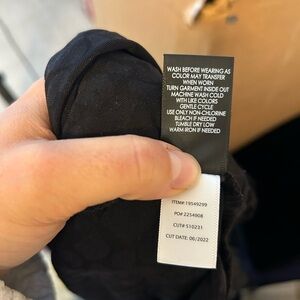 WASH BEFORE WEARING AS
COLOR MAY TRANSFER
WHEN WORN
TURN GARMENT INSIDE OUT
MACHINE WASH COLD
WITH LIKE COLORS
GENTLE CYCLE
USE ONLY NON-CHLORINE
BLEACH IF NEEDED
TUMBLE DRY LOW
WARM IRON IF NEEDED
ITEM# 19549299
PO# 2254908
CUT# 510231
CUT DATE: 06/2022